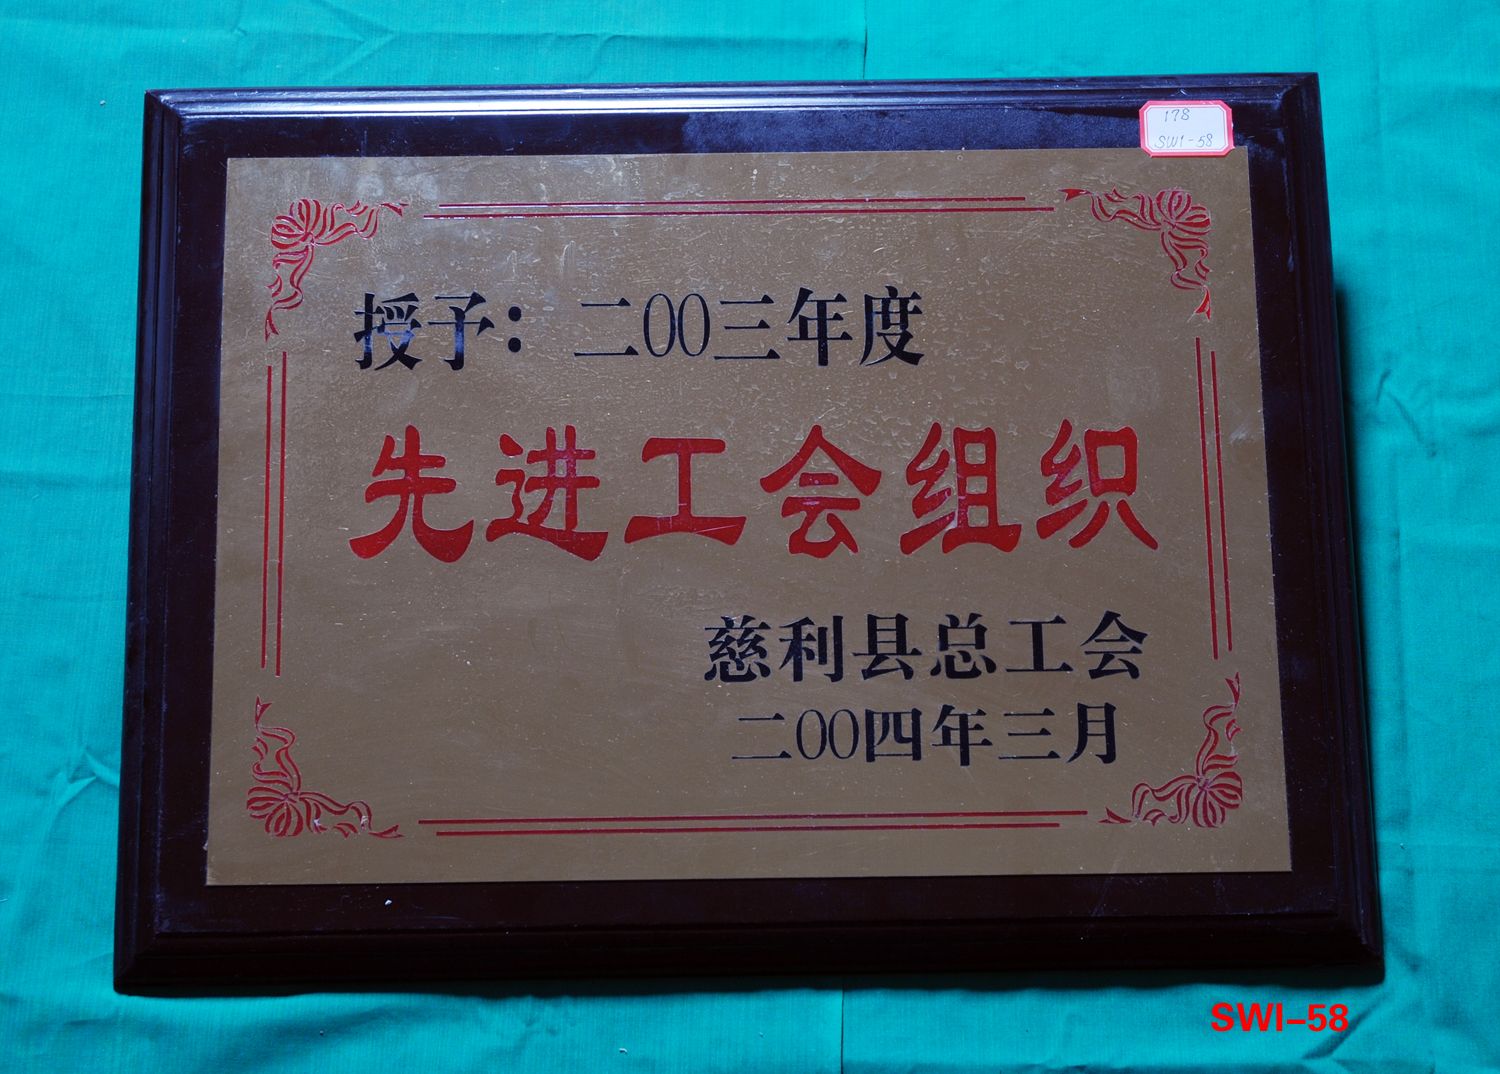 178
SWI-58
授予：二00三年度
先进工会组织
慈利县总工会
二00四年三月
SWI-58